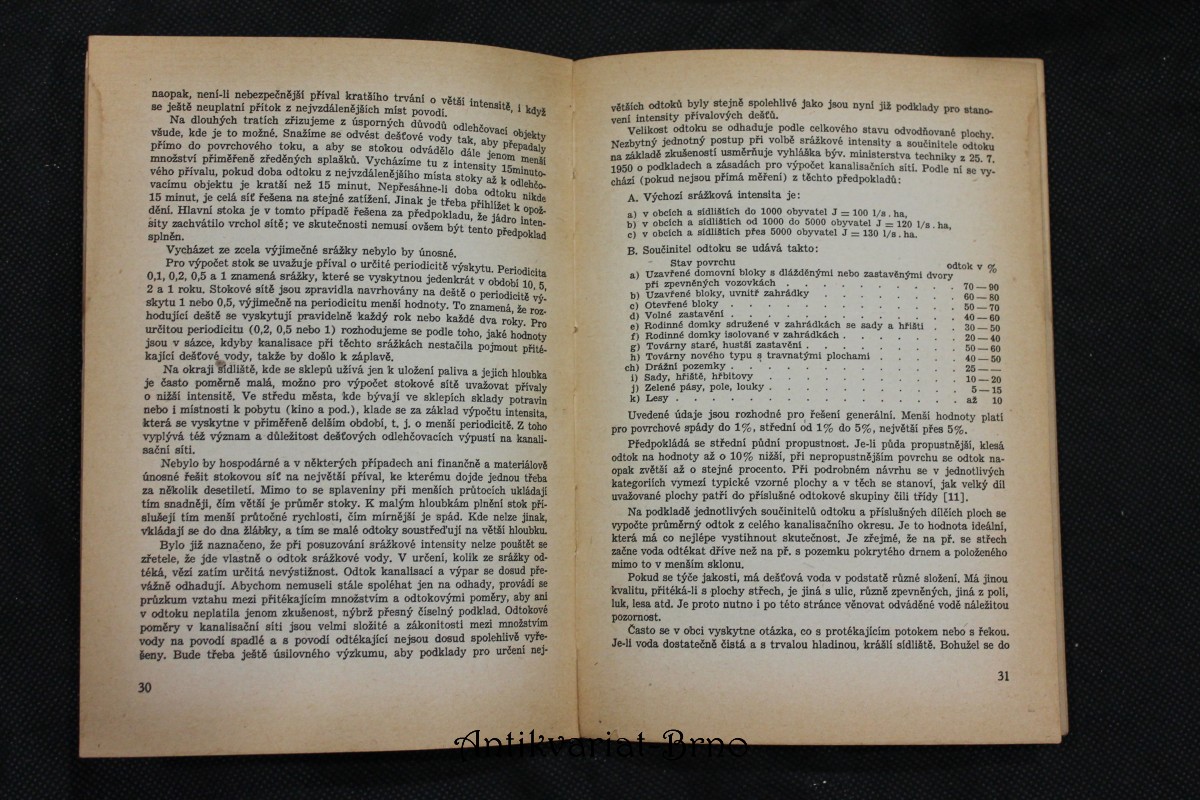 naopak, není-li nebezpečnější příval kratšího trvání o větší intensitě, i když
se ještě neuplatní přítok z nejvzdálenějších míst povodí.
Na dlouhých tratích zřizujeme z úsporných důvodů odlehčovací objekty
všude, kde je to možné. Snažíme se odvést dešťové vody tak, aby přepadaly
přímo do povrchového toku, a aby se stokou odvádělo dále jenom menší
množství přiměřeně zředěných splašků. Vycházíme tu z intensity 15minuto-
vého přívalu, pokud doba odtoku z nejvzdálenějšího místa stoky až k odlehčo-
vacímu objektu je kratší než 15 minut. Nepřesáhne-li doba odtoku nikde
15 minut, je celá síť řešena na stejné zatížení. Jinak je třeba přihlížet k opož-
dění. Hlavní stoka je v tomto případě řešena za předpokladu, že jádro inten-
sity zachvátilo vrchol sítě; ve skutečnosti nemusí ovšem být tento předpoklad
splněn.
Vycházet ze zcela výjimečné srážky nebylo by únosné.
Pro výpočet stok se uvažuje příval o určité periodicitě výskytu. Periodicita
0,1, 0,2, 0,5 a 1 znamená srážky, které se vyskytnou jedenkrát v období 10, 5,
2 a 1 roku. Stokové sítě jsou zpravidla navrhovány na deště o periodicitě vý-
skytu 1 nebo 0,5, výjimečně na periodicitu menší hodnoty. To znamená, že roz-
hodující deště se vyskytují pravidelně každý rok nebo každé dva roky. Pro
určitou periodicitu (0,2, 0,5 nebo 1) rozhodujeme se podle toho, jaké hodnoty
jsou v sázce, kdyby kanalisace při těchto srážkách nestačila pojmout přité-
kající dešťové vody, takže by došlo k záplavě.
Na okraji sídliště, kde se sklepů užívá jen k uložení paliva a jejich hloubka
je často poměrně malá, možno pro výpočet stokové sítě uvažovat přívaly
o nižší intensitě. Ve středu města, kde bývají ve sklepích sklady potravin
nebo i místnosti k pobytu (kino a pod.), klade se za základ výpočtu intensita,
která se vyskytne v přiměřeně delším období, t. j. o menší periodicitě. Z toho
vyplývá též význam a důležitost dešťových odlehčovacích výpustí na kanali-
sační síti.
Nebylo by hospodárné a v některých případech ani finančně a materiálově
únosné řešit stokovou síť na největší příval, ke kterému dojde jednou třeba
za několik desetiletí. Mimo to se splaveniny při menších průtocích ukládají
tím snadněji, čím větší je průměr stoky. K malým hloubkám plnění stok pří-
slušejí tím menší průtočné rychlosti, čím mírnější je spád. Kde nelze jinak,
vkládají se do dna žlábky, a tím se malé odtoky soustřeďují na větší hloubku.
Bylo již naznačeno, že při posuzování srážkové intensity nelze pouštět se
zřetele, že jde vlastně o odtok srážkové vody. V určení, kolik ze srážky od-
téká, vězí zatím určitá nevýstižnost. Odtok kanalisací a výpar se dosud pře-
vážně odhadují. Abychom nemuseli stále spoléhat jen na odhady, provádí se
průzkum vztahu mezi přitékajícím množstvím a odtokovými poměry, aby ani
v odtoku neplatila jenom zkušenost, nýbrž přesný číselný podklad. Odtokové
poměry v kanalisační síti jsou velmi složité a zákonitosti mezi množstvím
vody na povodí spadlé a s povodí odtékající nejsou dosud spolehlivě vyře-
šeny. Bude třeba ještě úsilovného výzkumu, aby podklady pro určení nej-
30
větších odtoků byly stejně spolehlivé jako jsou nyní již podklady pro stano-
vení intensity přívalových dešťů.
Velikost odtoku se odhaduje podle celkového stavu odvodňované plochy.
Nezbytný jednotný postup při volbě srážkové intensity a součinitele odtoku
na základě zkušeností usměrňuje vyhláška býv. ministerstva techniky z 25. 7.
1950 o podkladech a zásadách pro výpočet kanalisačních sítí. Podle ní se vy-
chází (pokud nejsou přímá měření) z těchto předpokladů:
A. Výchozí srážková intensita je:
a) v obcích a sídlištích do 1000 obyvatel J = 100 l/s . ha,
b) v obcích a sídlištích od 1000 do 5000 obyvatel J = 120 l/s . ha,
c) v obcích a sídlištích přes 5000 obyvatel J = 130 l/s . ha.
B. Součinitel odtoku se udává takto:
Stav povrchu odtok v %
a) Uzavřené domovní bloky s dlážděnými nebo zastavěnými dvory
při zpevněných vozovkách . . . . . . . . . . 70 — 90
b) Uzavřené bloky, uvnitř zahrádky . . . . . . . . . 60 — 80
c) Otevřené bloky . . . . . . . . . . . . . 50 — 70
d) Volné zastavění . . . . . . . . . . . . . 40 — 60
e) Rodinné domky sdružené v zahrádkách se sady a hřišti . . 30 — 50
f) Rodinné domky isolované v zahrádkách . . . . . . . 20 — 40
g) Továrny staré, hustší zastavění . . . . . . . . . 50 — 60
h) Továrny nového typu s travnatými plochami . . . . . 40 — 50
ch) Drážní pozemky . . . . . . . . . . . . . 25 — —
i) Sady, hřiště, hřbitovy . . . . . . . . . . . 10 — 20
j) Zelené pásy, pole, louky . . . . . . . . . . . 5 — 15
k) Lesy . . . . . . . . . . . . . . . až 10
Uvedené údaje jsou rozhodné pro řešení generální. Menší hodnoty platí
pro povrchové spády do 1%, střední od 1% do 5%, největší přes 5%.
Předpokládá se střední půdní propustnost. Je-li půda propustnější, klesá
odtok na hodnoty až o 10% nižší, při nepropustnějším povrchu se odtok na-
opak zvětší až o stejné procento. Při podrobném návrhu se v jednotlivých
kategoriích vymezí typické vzorné plochy a v těch se stanoví, jak velký díl
uvažované plochy patří do příslušné odtokové skupiny čili třídy [11].
Na podkladě jednotlivých součinitelů odtoku a příslušných dílčích ploch se
vypočte průměrný odtok z celého kanalisačního okresu. Je to hodnota ideální,
která má co nejlépe vystihnout skutečnost. Je zřejmé, že na př. se střech
začne voda odtékat dříve než na př. s pozemku pokrytého drnem a položeného
mimo to v menším sklonu.
Pokud se týče jakosti, má dešťová voda v podstatě různé složení. Má jinou
kvalitu, přitéká-li s plochy střech, je jiná s ulic, různě zpevněných, jiná z polí,
luk, lesa atd. Je proto nutno i po této stránce věnovat odváděné vodě náležitou
pozornost.
Často se v obci vyskytne otázka, co s protékajícím potokem nebo s řekou.
Je-li voda dostatečně čistá a s trvalou hladinou, krášlí sídliště. Bohužel se do
31
Antikvariat-Brno